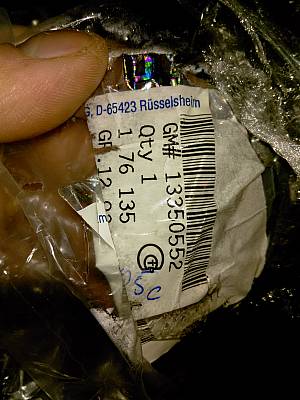 G, D-65423 Rüsselsheim
GM# 13350552
Qty 1
1 76 135